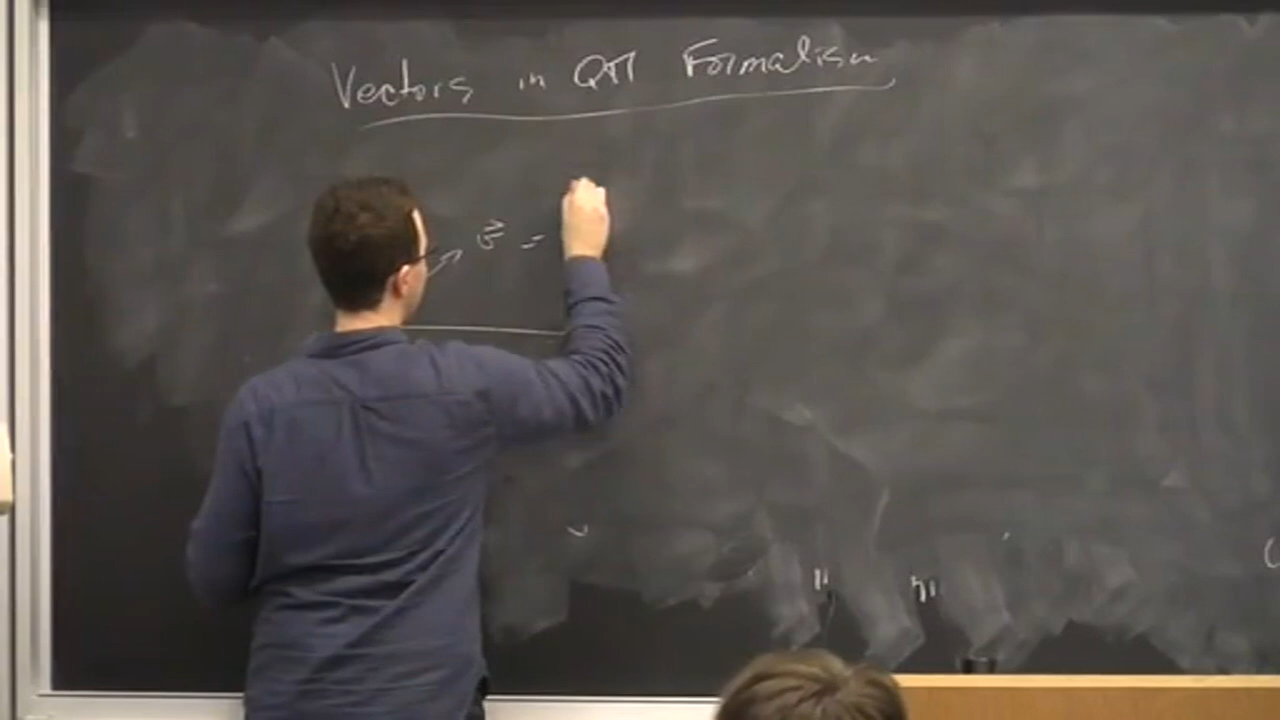 Vectors in QM Formalism
v⃗ =